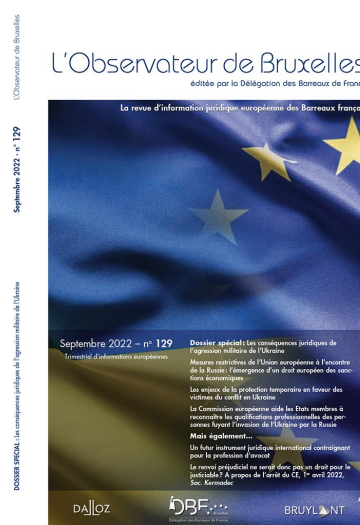 L'Observateur de Bruxelles
Septembre 2022 - n° 129
DOSSIER SPÉCIAL : Les conséquences juridiques de l'agression militaire de l'Ukraine
L'Observateur de Bruxelles
éditée par la Délégation des Barreaux de Franc
La revue d'information juridique européenne des Barreaux frança
Septembre 2022 – n° 129
Trimestriel d'informations européennes
Dossier spécial : Les conséquences juridiques de
l'agression militaire de l'Ukraine
Mesures restrictives de l'Union européenne à l'encontre
de la Russie : l'émergence d'un droit européen des sanc-
tions économiques
Les enjeux de la protection temporaire en faveur des
victimes du conflit en Ukraine
La Commission européenne aide les Etats membres à
reconnaître les qualifications professionnelles des per-
sonnes fuyant l'invasion de l'Ukraine par la Russie
Mais également...
Un futur instrument juridique international contraignant
pour la profession d'avocat
Le renvoi préjudiciel ne serait donc pas un droit pour le
justiciable ? A propos de l'arrêt du CE, 1er avril 2022,
Soc. Kermadec
DALLOZ
DBF
Bruxelles
Délégation des Barreaux de France
BRUYLANT